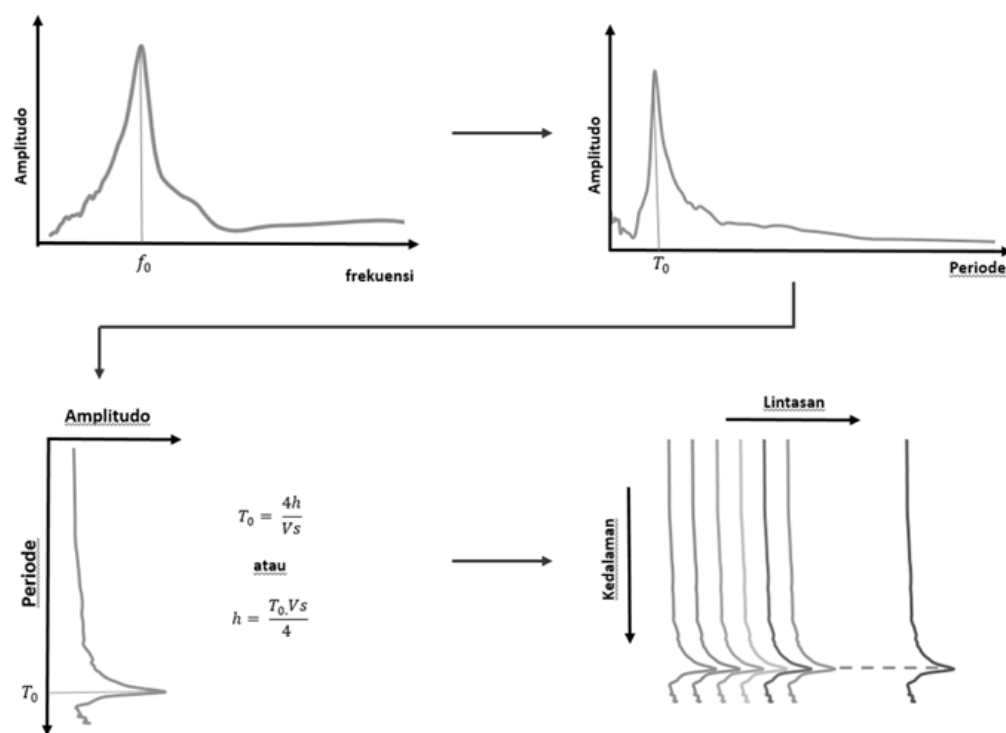 Amplitudo
f₀
frekuensi
Amplitudo
T₀
Periode
Amplitudo
Periode
T₀
T₀ = 4h / Vs
atau
h = T₀.Vs / 4
Lintasan
Kedalaman